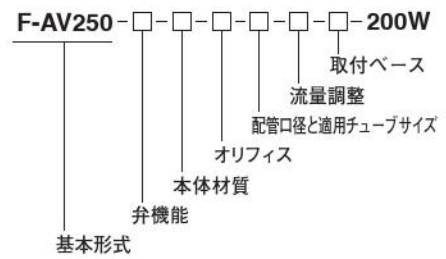 F-AV250-□-□-□-□-□-□-200W
取付ベース
流量調整
配管口径と適用チューブサイズ
オリフィス
本体材質
弁機能
基本形式